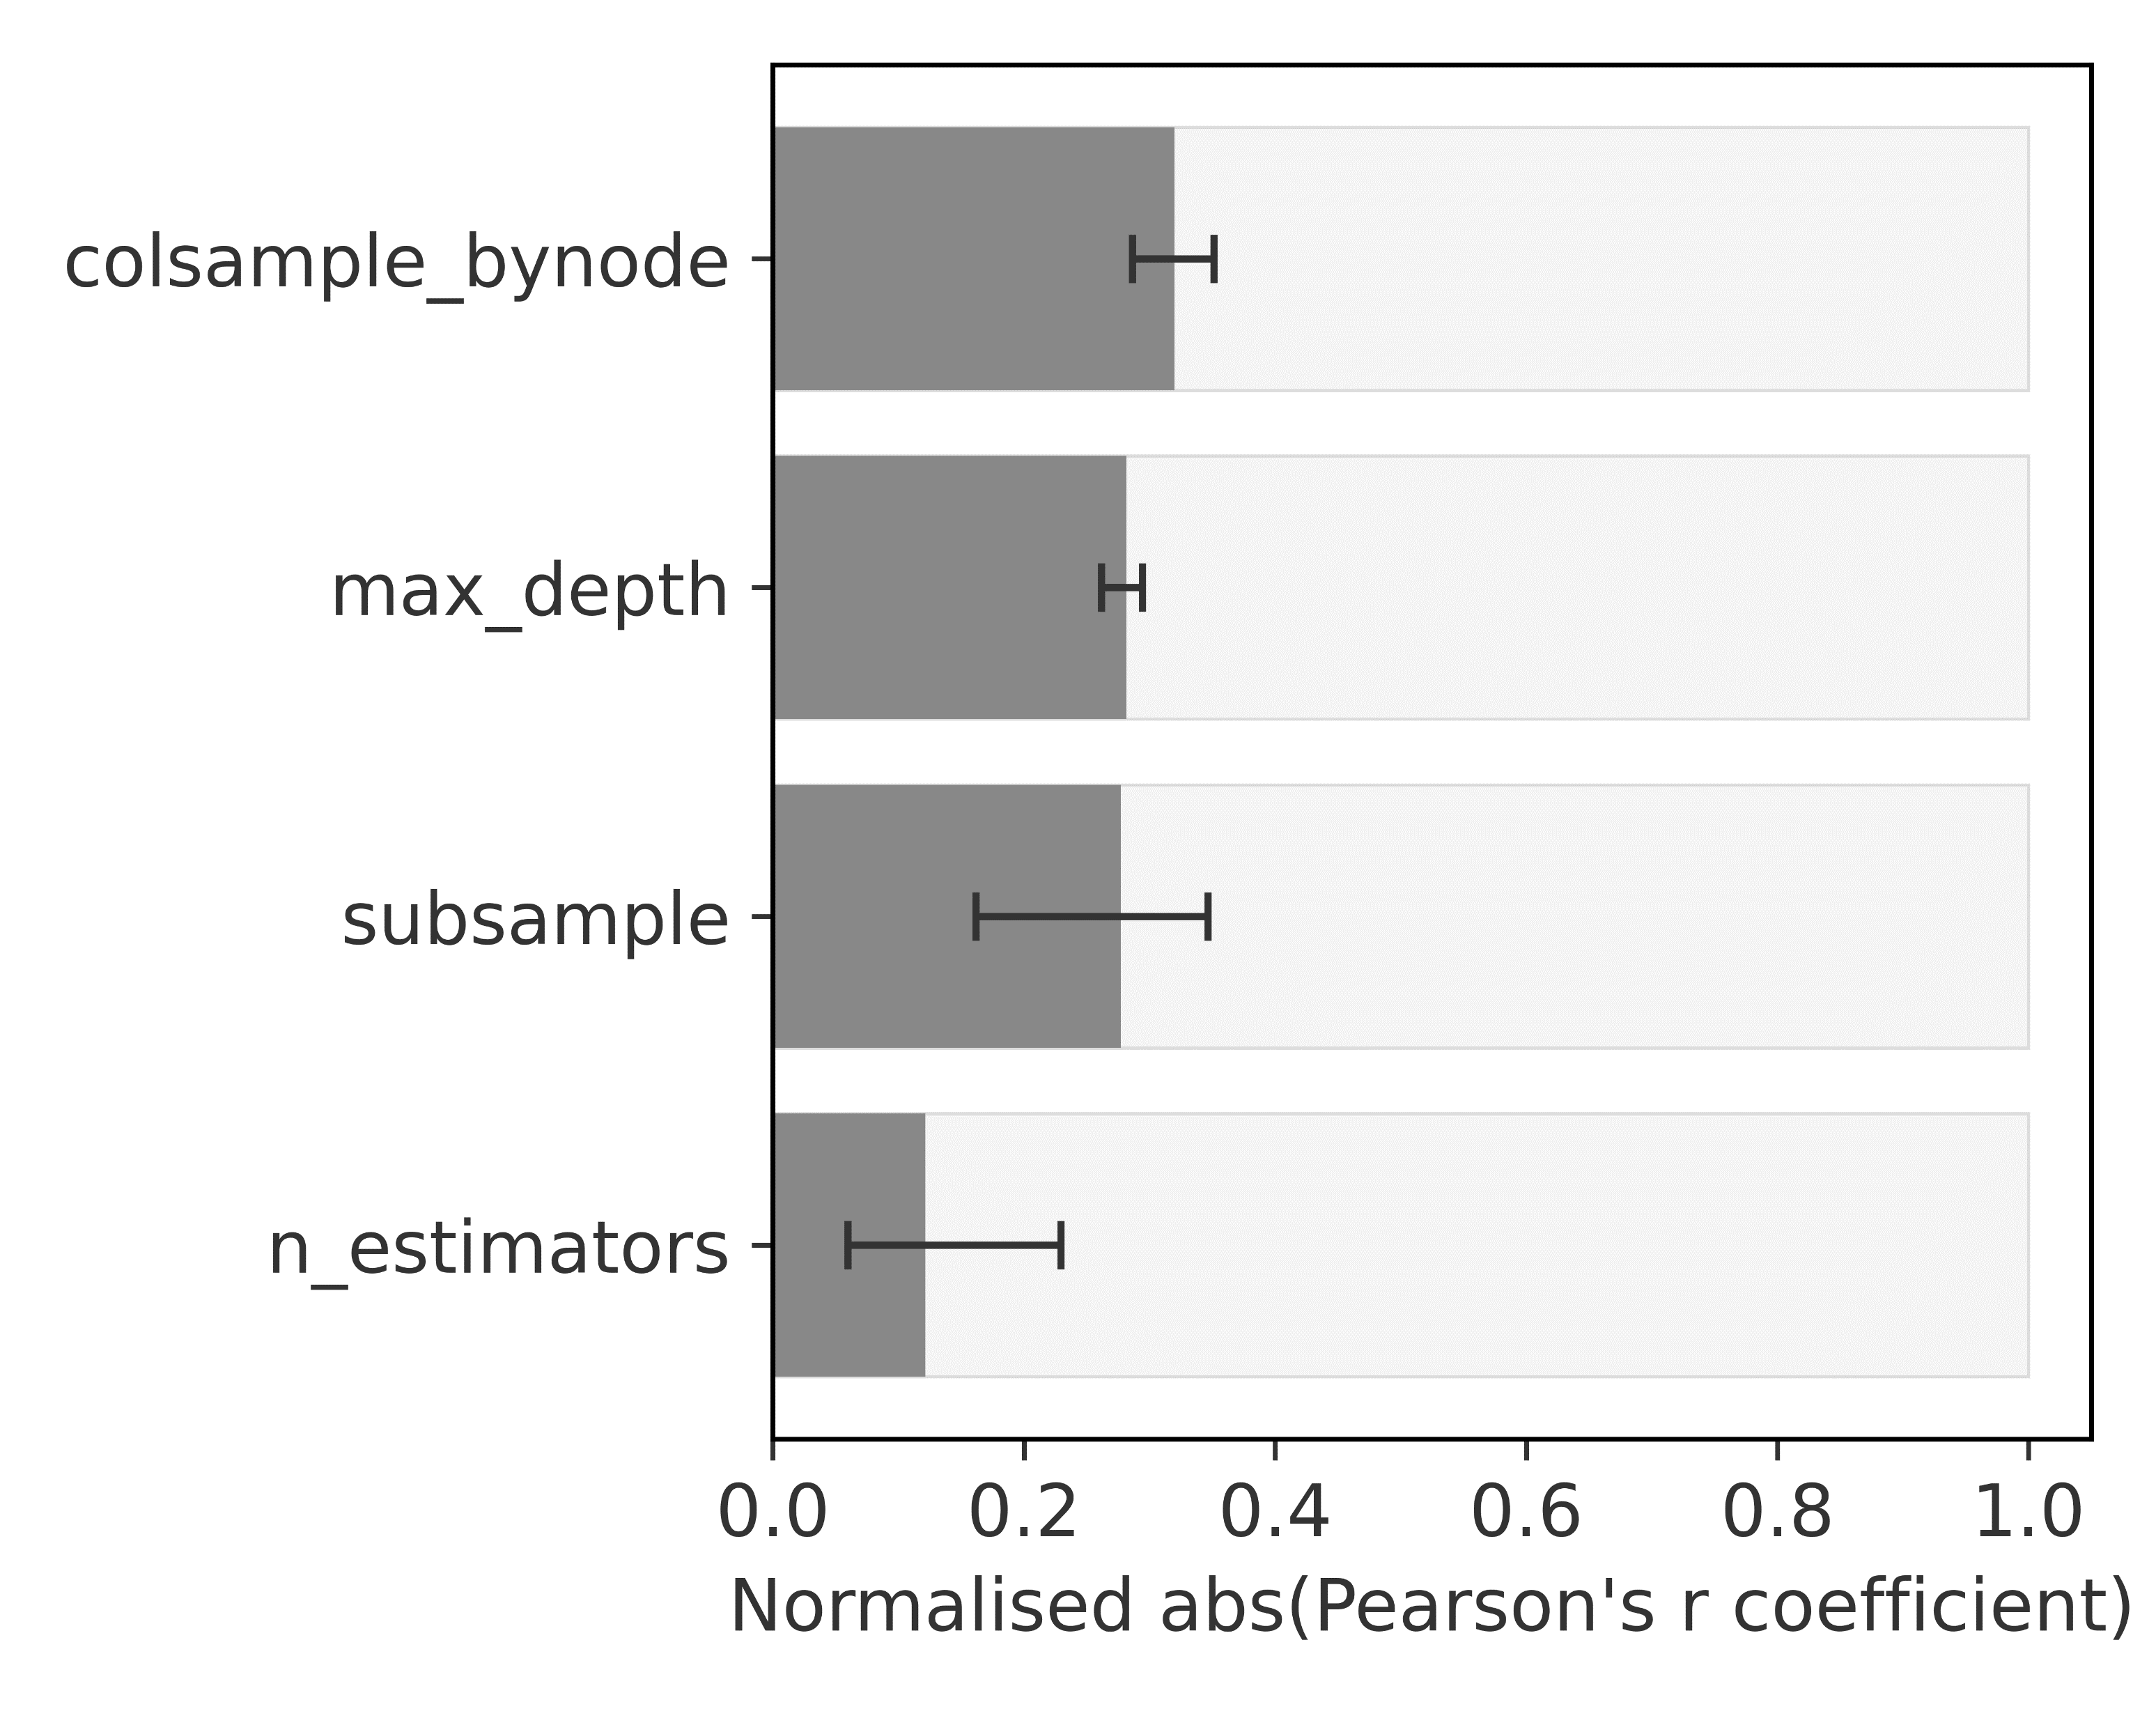 colsample_bynode
max_depth
subsample
n_estimators
0.0 0.2 0.4 0.6 0.8 1.0
Normalised abs(Pearson's r coefficient)